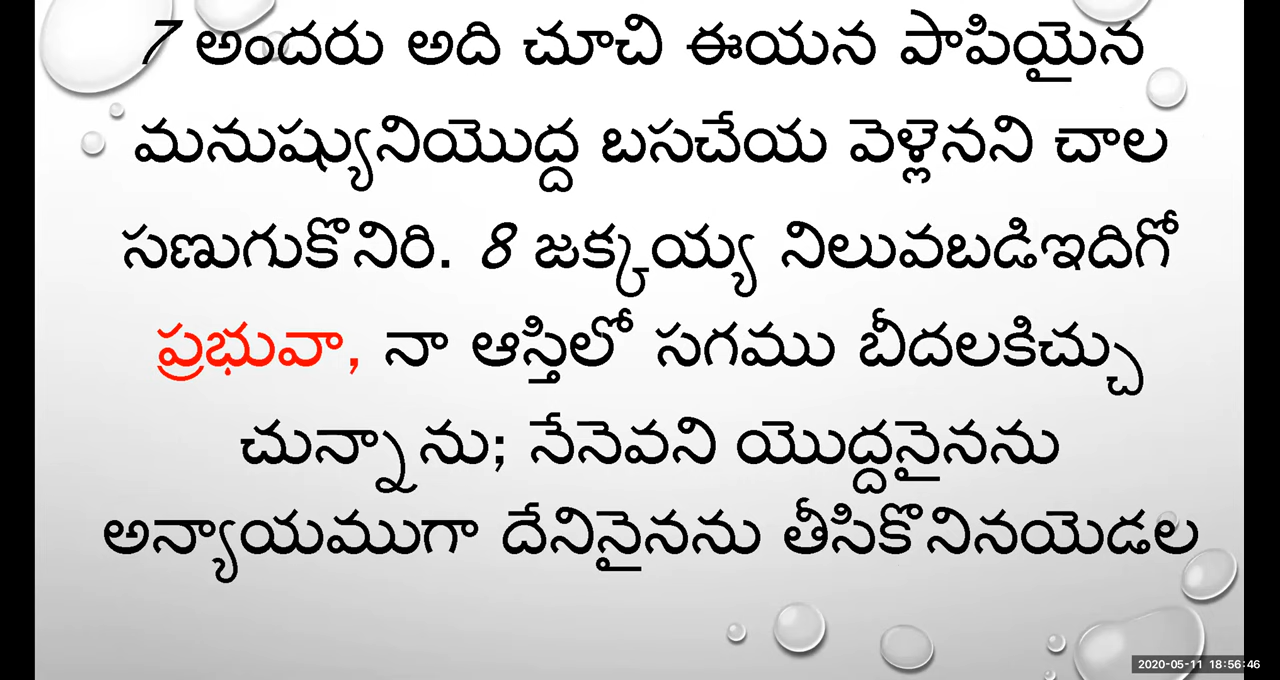 7 అందరు అది చూచి ఈయన పాపియైన
మనుష్యునియొద్ద బసచేయ వెళ్లెనని చాల
సణుగుకొనిరి. 8 జక్కయ్య నిలువబడిఇదిగో
ప్రభువా, నా ఆస్తిలో సగము బీదలకిచ్చు
చున్నాను; నేనెవని యొద్దనైనను
అన్యాయముగా దేనినైనను తీసికొనినయెడల
2020-05-11 18:56:46